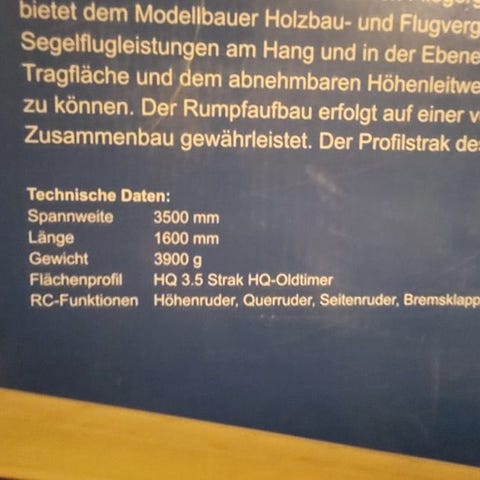 bietet dem Modellbauer Holzbau- und Flugverg
Segelflugleistungen am Hang und in der Ebene
Tragfläche und dem abnehmbaren Höhenleitwe
zu können. Der Rumpfaufbau erfolgt auf einer v
Zusammenbau gewährleistet. Der Profilstrak des
Technische Daten:
Spannweite 3500 mm
Länge 1600 mm
Gewicht 3900 g
Flächenprofil HQ 3.5 Strak HQ-Oldtimer
RC-Funktionen Höhenruder, Querruder, Seitenruder, Bremsklapp